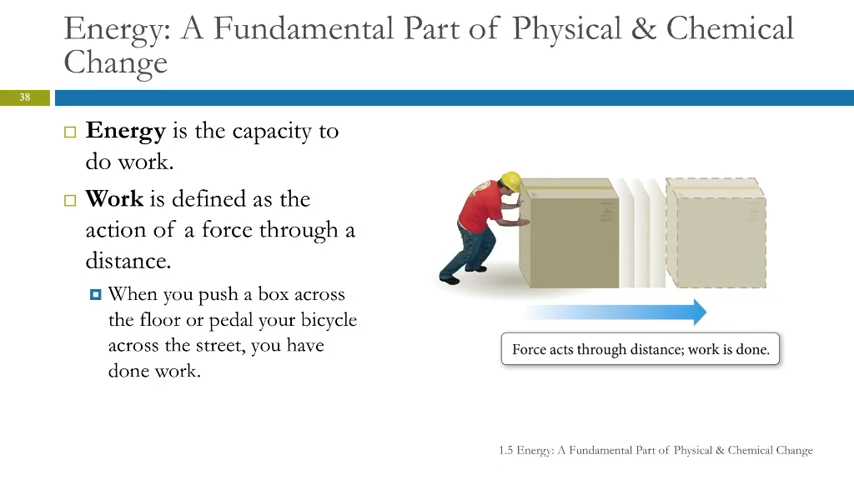 Energy: A Fundamental Part of Physical & Chemical
Change
38
Energy is the capacity to
do work.
Work is defined as the
action of a force through a
distance.
When you push a box across
the floor or pedal your bicycle
across the street, you have
done work.
Force acts through distance; work is done.
1.5 Energy: A Fundamental Part of Physical & Chemical Change